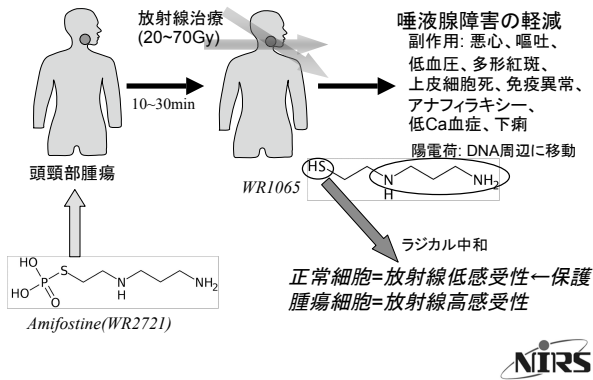 放射線治療
(20~70Gy)
10~30min
頭頸部腫瘍
唾液腺障害の軽減
副作用: 悪心、嘔吐、
低血圧、多形紅斑、
上皮細胞死、免疫異常、
アナフィラキシー、
低Ca血症、下痢
陽電荷: DNA周辺に移動
HS
N
H
NH2
WR1065
ラジカル中和
HO
HO
P
O
S
N
H
NH2
Amifostine(WR2721)
正常細胞=放射線低感受性←保護
腫瘍細胞=放射線高感受性
NIRS